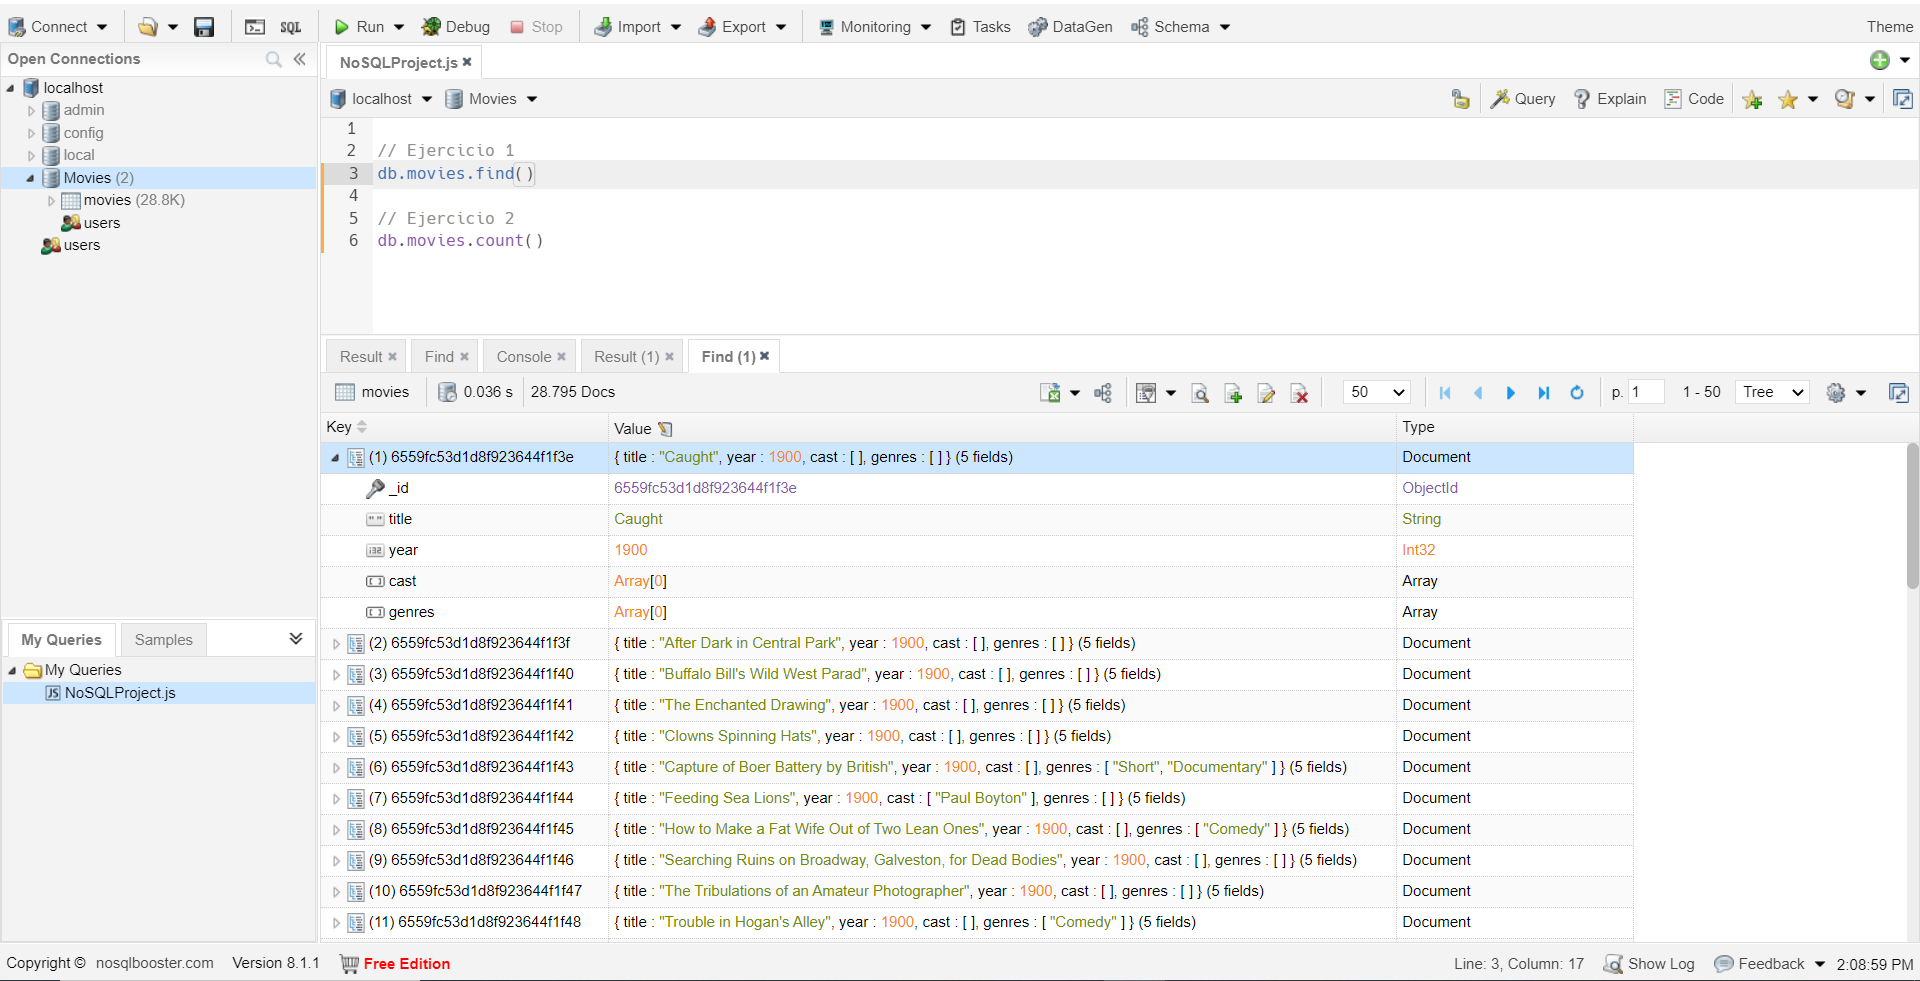 Connect SQL Run Debug Stop Import Export Monitoring Tasks DataGen Schema Theme
Open Connections
localhost
admin
config
local
Movies (2)
movies (28.8K)
users
users
My Queries Samples
My Queries
JS NoSQLProject.js
NoSQLProject.js
localhost Movies Query Explain Code
1
2 // Ejercicio 1
3 db.movies.find()
4
5 // Ejercicio 2
6 db.movies.count()
Result Find Console Result (1) Find (1)
movies 0.036 s 28.795 Docs 50 p. 1 1 - 50 Tree
Key Value Type
(1) 6559fc53d1d8f923644f1f3e { title : "Caught", year : 1900, cast : [ ], genres : [ ] } (5 fields) Document
_id 6559fc53d1d8f923644f1f3e ObjectId
title Caught String
i32 year 1900 Int32
cast Array[0] Array
genres Array[0] Array
(2) 6559fc53d1d8f923644f1f3f { title : "After Dark in Central Park", year : 1900, cast : [ ], genres : [ ] } (5 fields) Document
(3) 6559fc53d1d8f923644f1f40 { title : "Buffalo Bill's Wild West Parad", year : 1900, cast : [ ], genres : [ ] } (5 fields) Document
(4) 6559fc53d1d8f923644f1f41 { title : "The Enchanted Drawing", year : 1900, cast : [ ], genres : [ ] } (5 fields) Document
(5) 6559fc53d1d8f923644f1f42 { title : "Clowns Spinning Hats", year : 1900, cast : [ ], genres : [ ] } (5 fields) Document
(6) 6559fc53d1d8f923644f1f43 { title : "Capture of Boer Battery by British", year : 1900, cast : [ ], genres : [ "Short", "Documentary" ] } (5 fields) Document
(7) 6559fc53d1d8f923644f1f44 { title : "Feeding Sea Lions", year : 1900, cast : [ "Paul Boyton" ], genres : [ ] } (5 fields) Document
(8) 6559fc53d1d8f923644f1f45 { title : "How to Make a Fat Wife Out of Two Lean Ones", year : 1900, cast : [ ], genres : [ "Comedy" ] } (5 fields) Document
(9) 6559fc53d1d8f923644f1f46 { title : "Searching Ruins on Broadway, Galveston, for Dead Bodies", year : 1900, cast : [ ], genres : [ ] } (5 fields) Document
(10) 6559fc53d1d8f923644f1f47 { title : "The Tribulations of an Amateur Photographer", year : 1900, cast : [ ], genres : [ ] } (5 fields) Document
(11) 6559fc53d1d8f923644f1f48 { title : "Trouble in Hogan's Alley", year : 1900, cast : [ ], genres : [ "Comedy" ] } (5 fields) Document
Copyright © nosqlbooster.com Version 8.1.1 Free Edition Line: 3, Column: 17 Show Log Feedback 2:08:59 PM